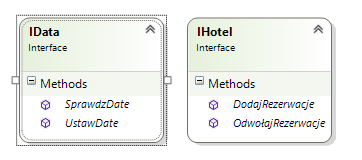 IData
Interface
Methods
SprawdzDate
UstawDate
IHotel
Interface
Methods
DodajRezerwacje
OdwołajRezerwacje